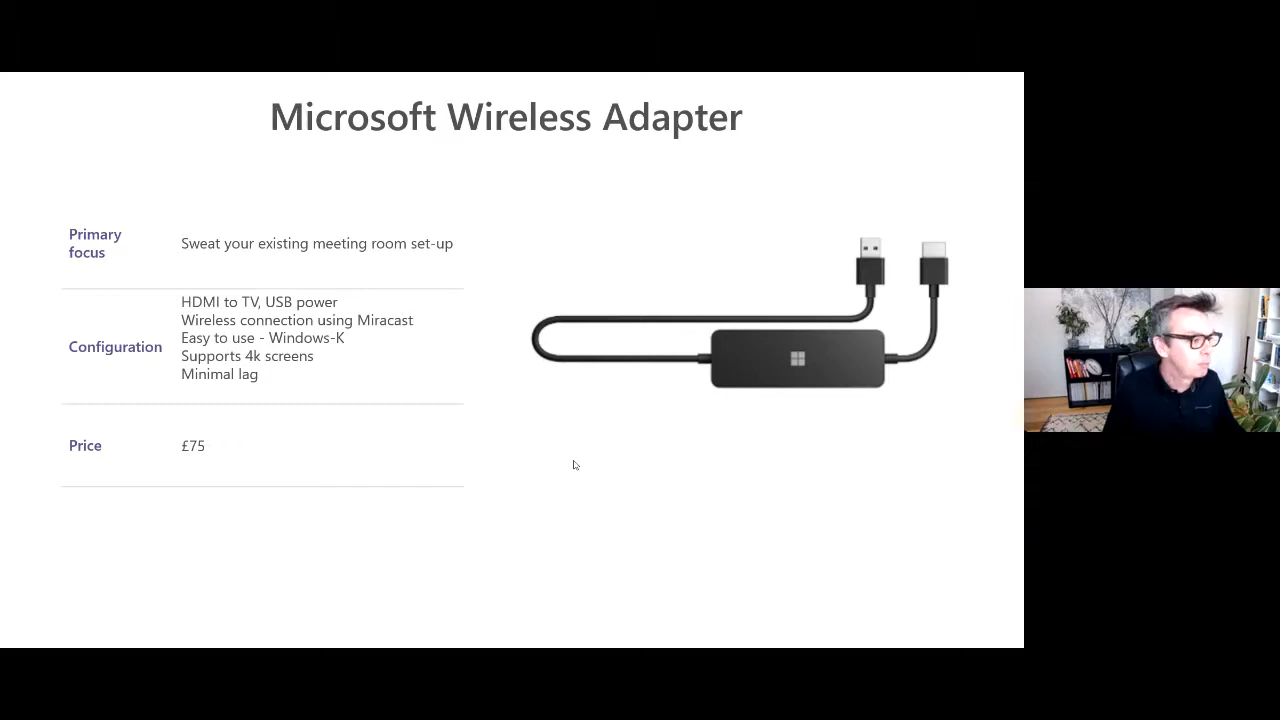 Microsoft Wireless Adapter
Primary
focus
Sweat your existing meeting room set-up
Configuration
HDMI to TV, USB power
Wireless connection using Miracast
Easy to use - Windows-K
Supports 4k screens
Minimal lag
Price
£75